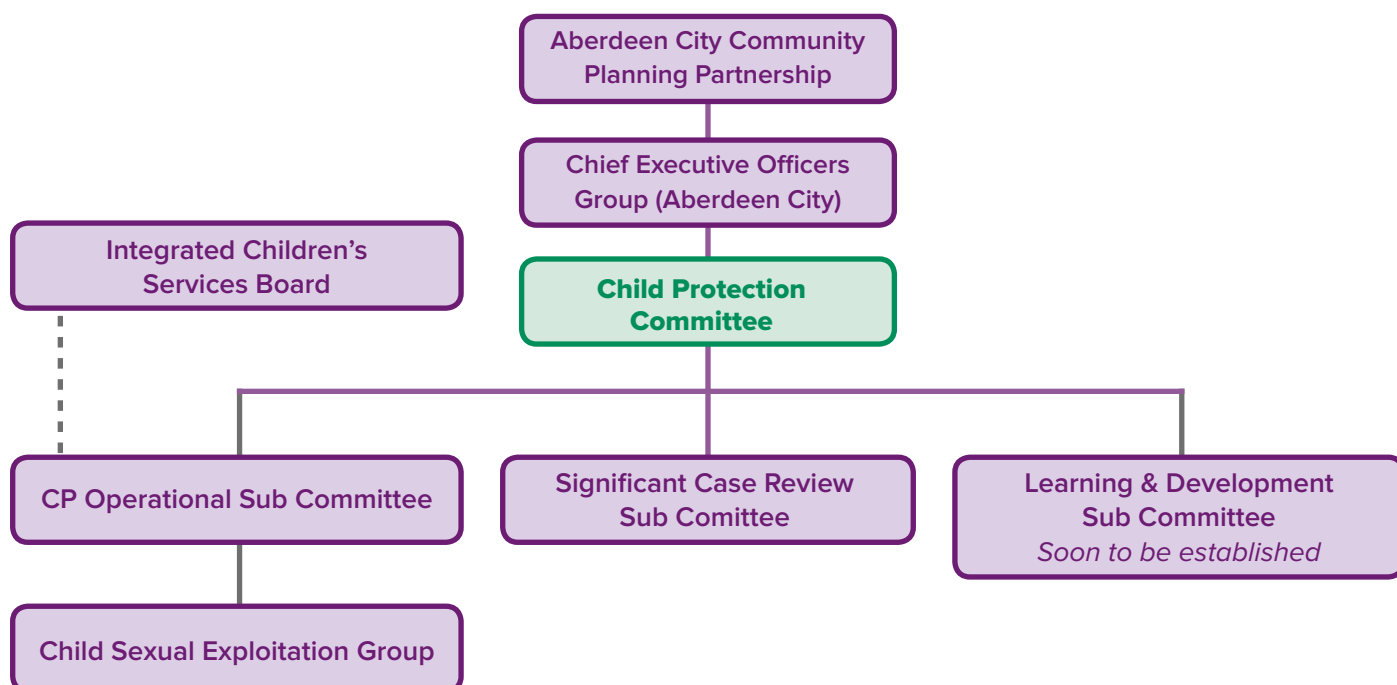 Aberdeen City Community
Planning Partnership
Chief Executive Officers
Group (Aberdeen City)
Integrated Children’s
Services Board
Child Protection
Committee
CP Operational Sub Committee
Significant Case Review
Sub Comittee
Learning & Development
Sub Committee
Soon to be established
Child Sexual Exploitation Group